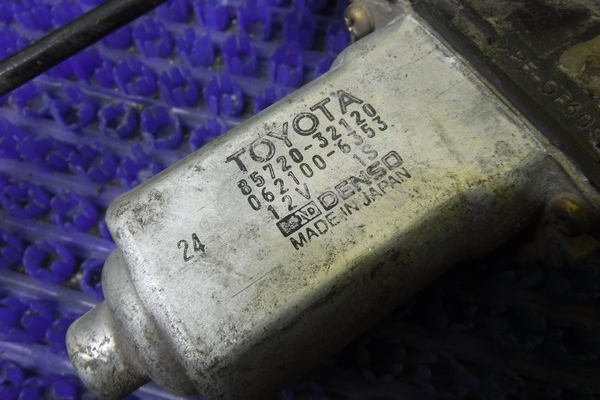 TOYOTA
85720-32120
062100-6353
12V 1S
ND DENSO
MADE IN JAPAN
24